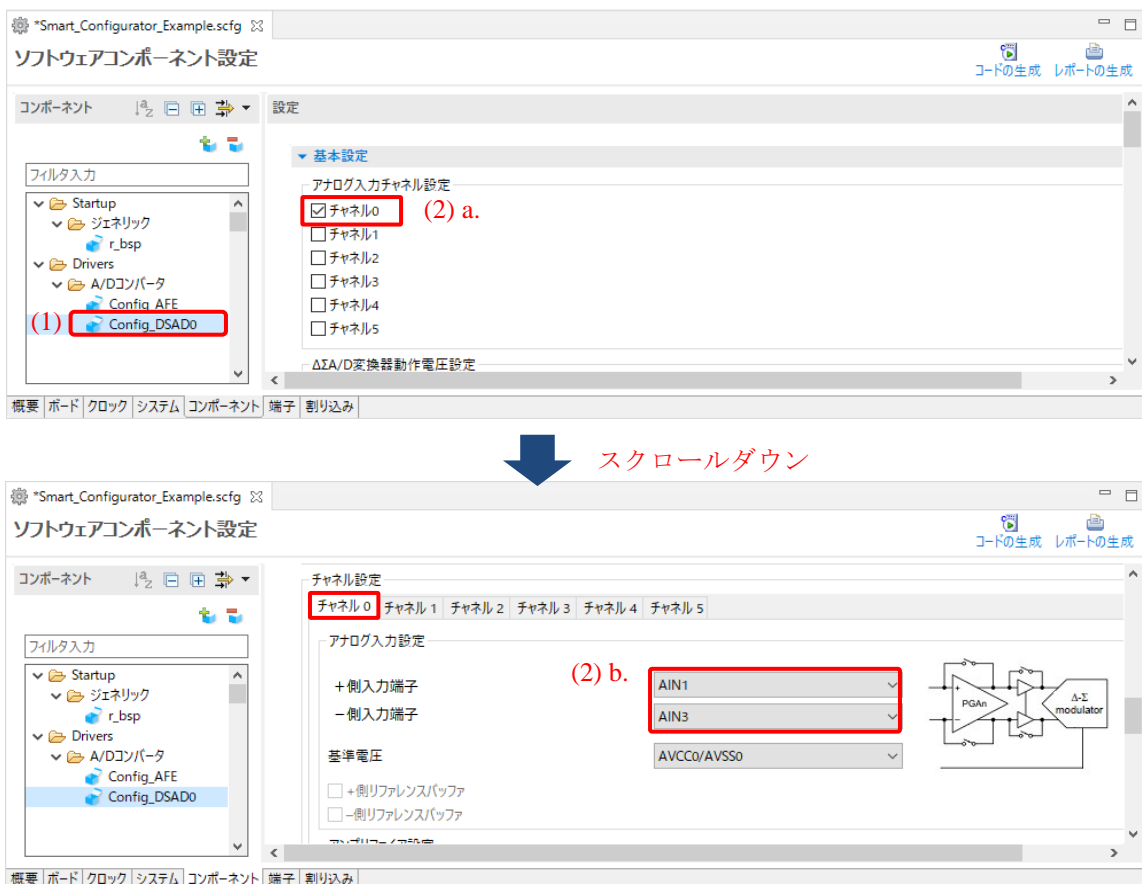 *Smart_Configurator_Example.scfg
ソフトウェアコンポーネント設定
コードの生成 レポートの生成
コンポーネント
設定
基本設定
フィルタ入力
アナログ入力チャネル設定
Startup
チャネル0 (2) a.
ジェネリック
チャネル1
r_bsp
チャネル2
Drivers
チャネル3
A/Dコンバータ
Config_AFE
チャネル4
(1) Config_DSAD0
チャネル5
ΔΣA/D変換器動作電圧設定
概要 ボード クロック システム コンポーネント 端子 割り込み
スクロールダウン
*Smart_Configurator_Example.scfg
ソフトウェアコンポーネント設定
コードの生成 レポートの生成
コンポーネント
チャネル設定
チャネル 0 チャネル 1 チャネル 2 チャネル 3 チャネル 4 チャネル 5
フィルタ入力
アナログ入力設定
(2) b.
Startup
ジェネリック
r_bsp
Drivers
A/Dコンバータ
Config_AFE
Config_DSAD0
+側入力端子 AIN1
-側入力端子 AIN3
PGAn
Δ-Σ
modulator
基準電圧 AVCC0/AVSS0
+側リファレンスバッファ
-側リファレンスバッファ
アンプリファイア設定
概要 ボード クロック システム コンポーネント 端子 割り込み